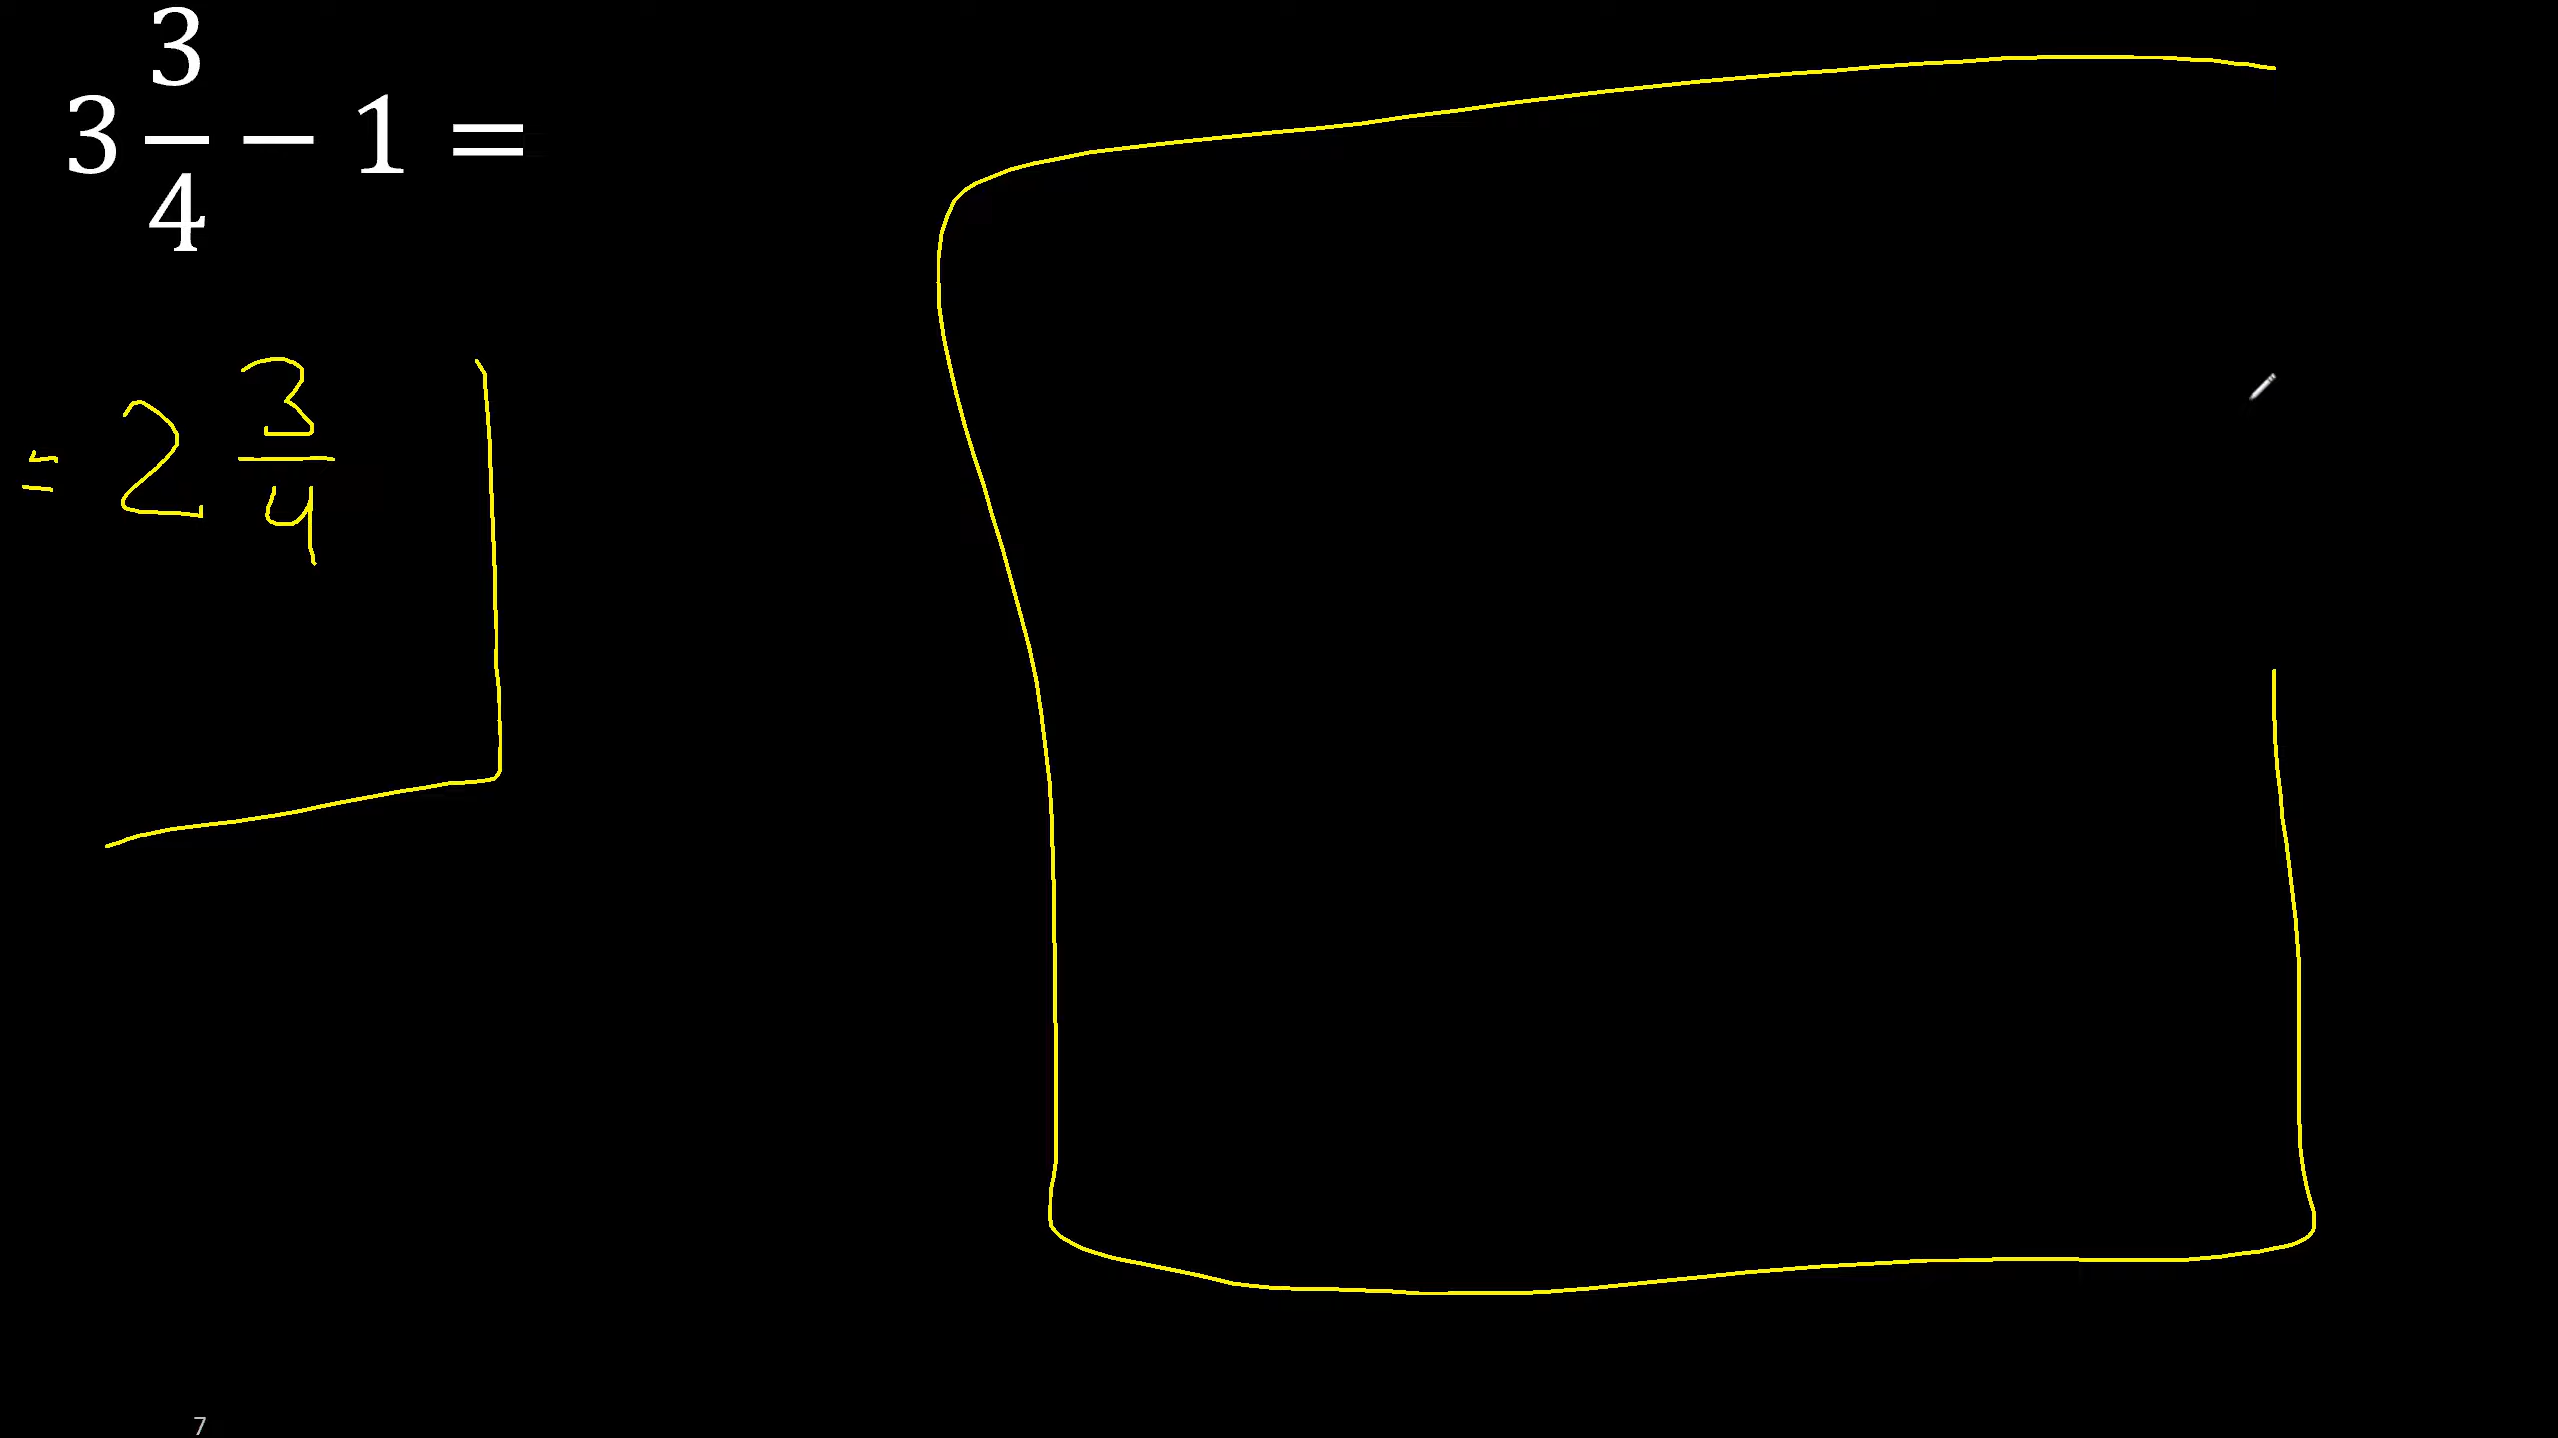 3 3/4 − 1 =
= 2 3/4
7